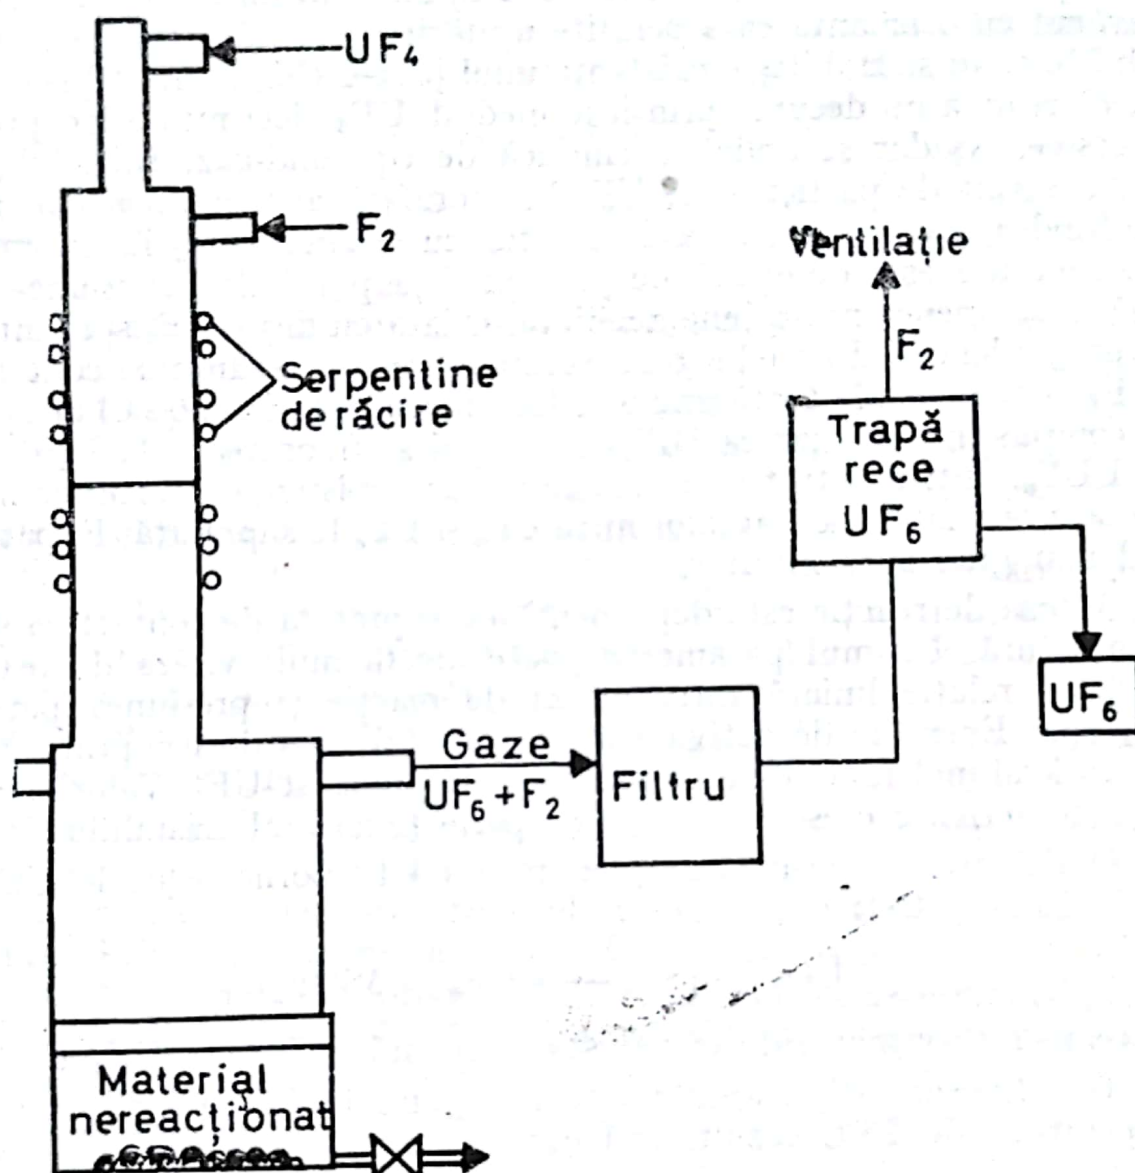 UF₄
F₂
Serpentine
de răcire
Ventilație
F₂
Trapă
rece
UF₆
UF₆
Gaze
UF₆ + F₂
Filtru
Material
nereacționat